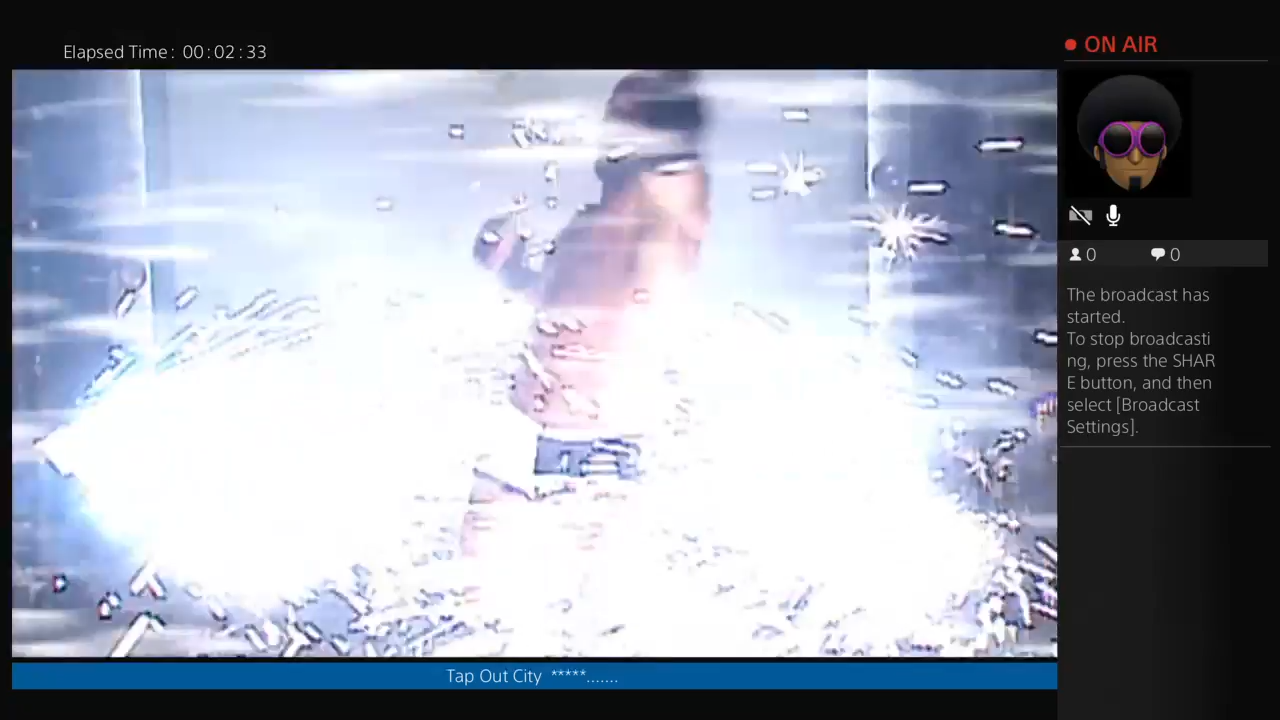 Elapsed Time: 00:02:33
ON AIR
0 0
The broadcast has
started.
To stop broadcasti
ng, press the SHAR
E button, and then
select [Broadcast
Settings].
Tap Out City *****.......